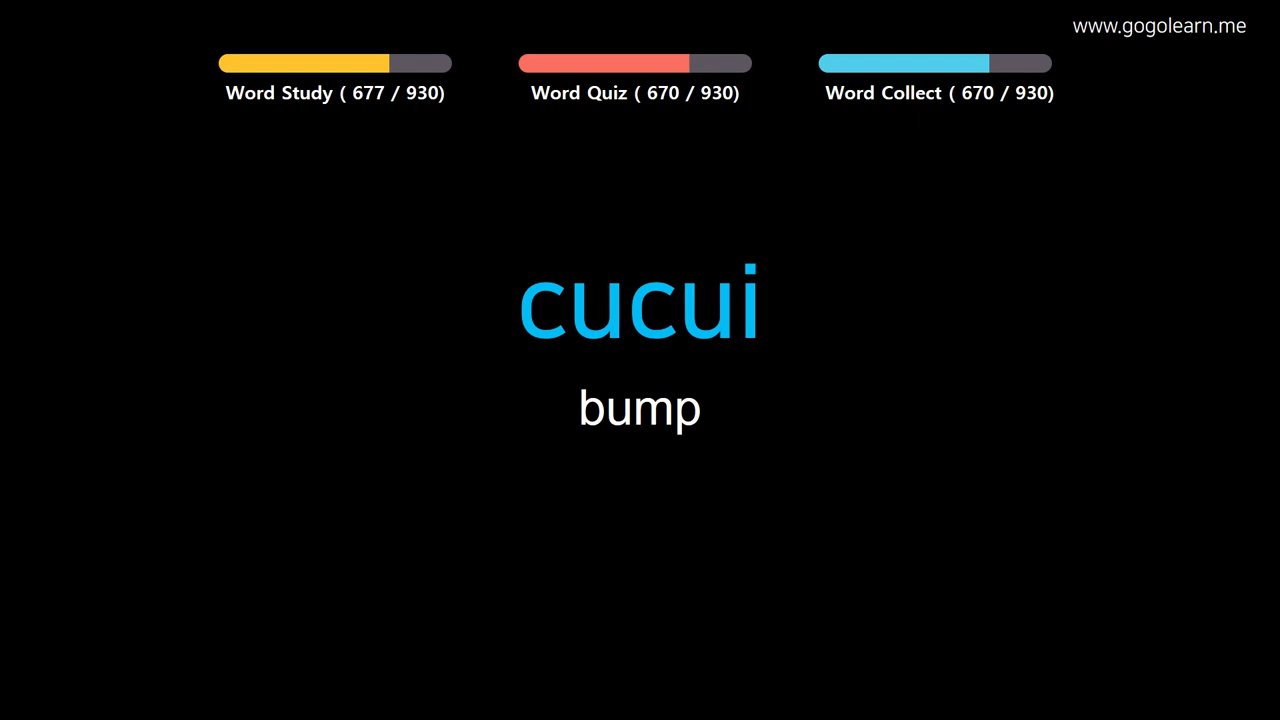 www.gogolearn.me
Word Study ( 677 / 930)
Word Quiz ( 670 / 930)
Word Collect ( 670 / 930)
cucui
bump